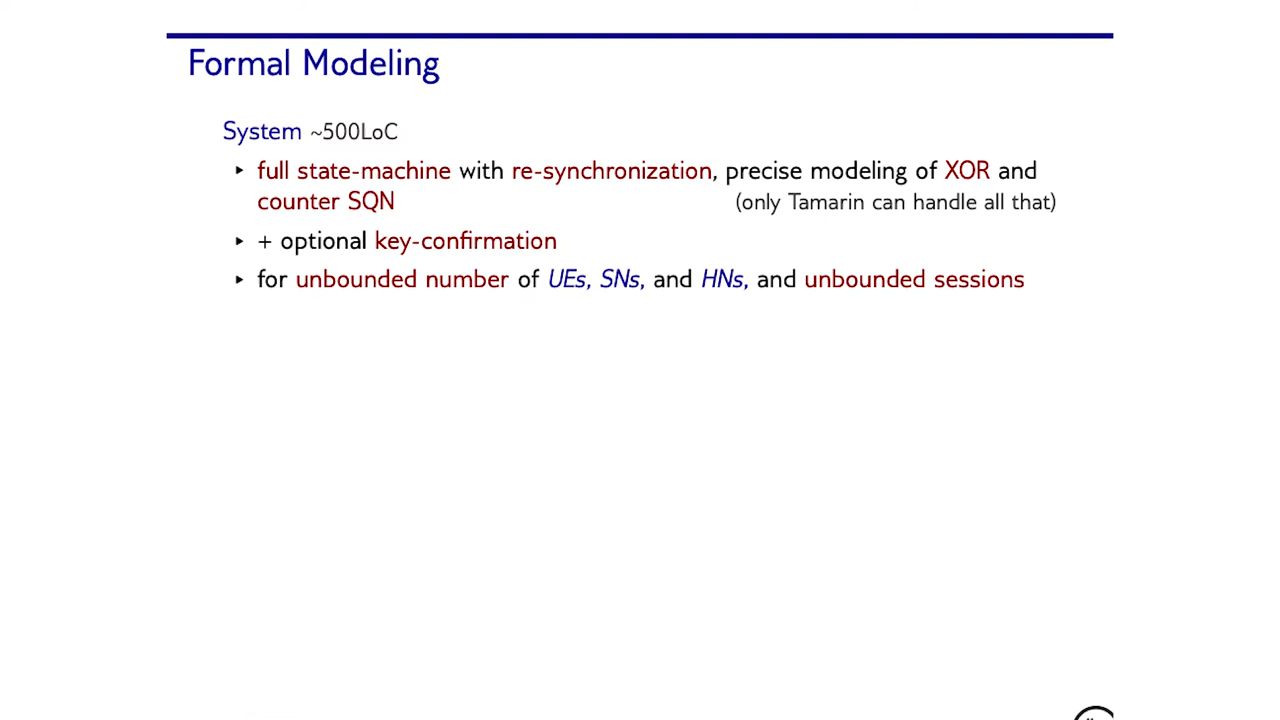 Formal Modeling
System ~500LoC
▸ full state-machine with re-synchronization, precise modeling of XOR and
counter SQN (only Tamarin can handle all that)
▸ + optional key-confirmation
▸ for unbounded number of UEs, SNs, and HNs, and unbounded sessions